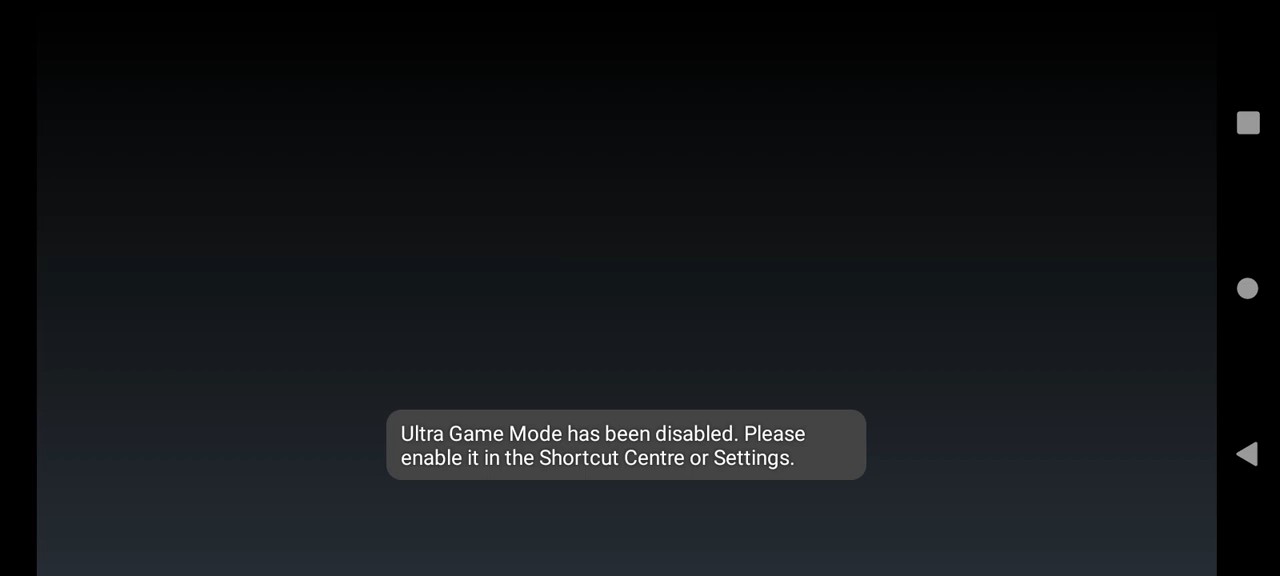 Ultra Game Mode has been disabled. Please
enable it in the Shortcut Centre or Settings.